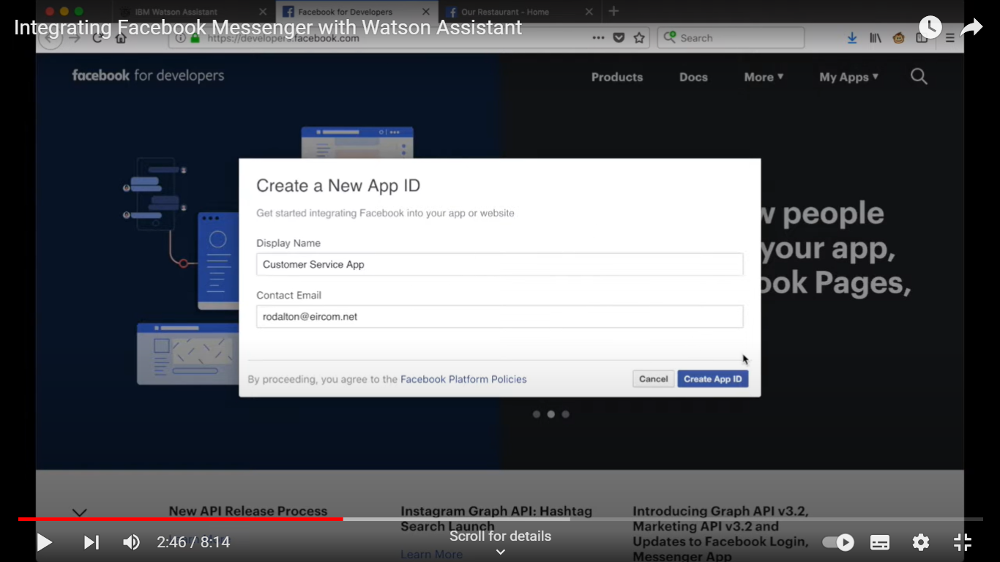 IBM Watson Assistant
Facebook for Developers
Our Restaurant - Home
Integrating Facebook Messenger with Watson Assistant
https://developers.facebook.com
Search
facebook for developers
Products
Docs
More
My Apps
Create a New App ID
Get started integrating Facebook into your app or website
Display Name
Customer Service App
Contact Email
rodalton@eircom.net
By proceeding, you agree to the Facebook Platform Policies
Cancel
Create App ID
people
your app,
Pages,
New API Release Process
Instagram Graph API: Hashtag
Search Launch
Learn More
Introducing Graph API v3.2,
Marketing API v3.2 and
Updates to Facebook Login,
Messenger App
2:46 / 8:14
Scroll for details